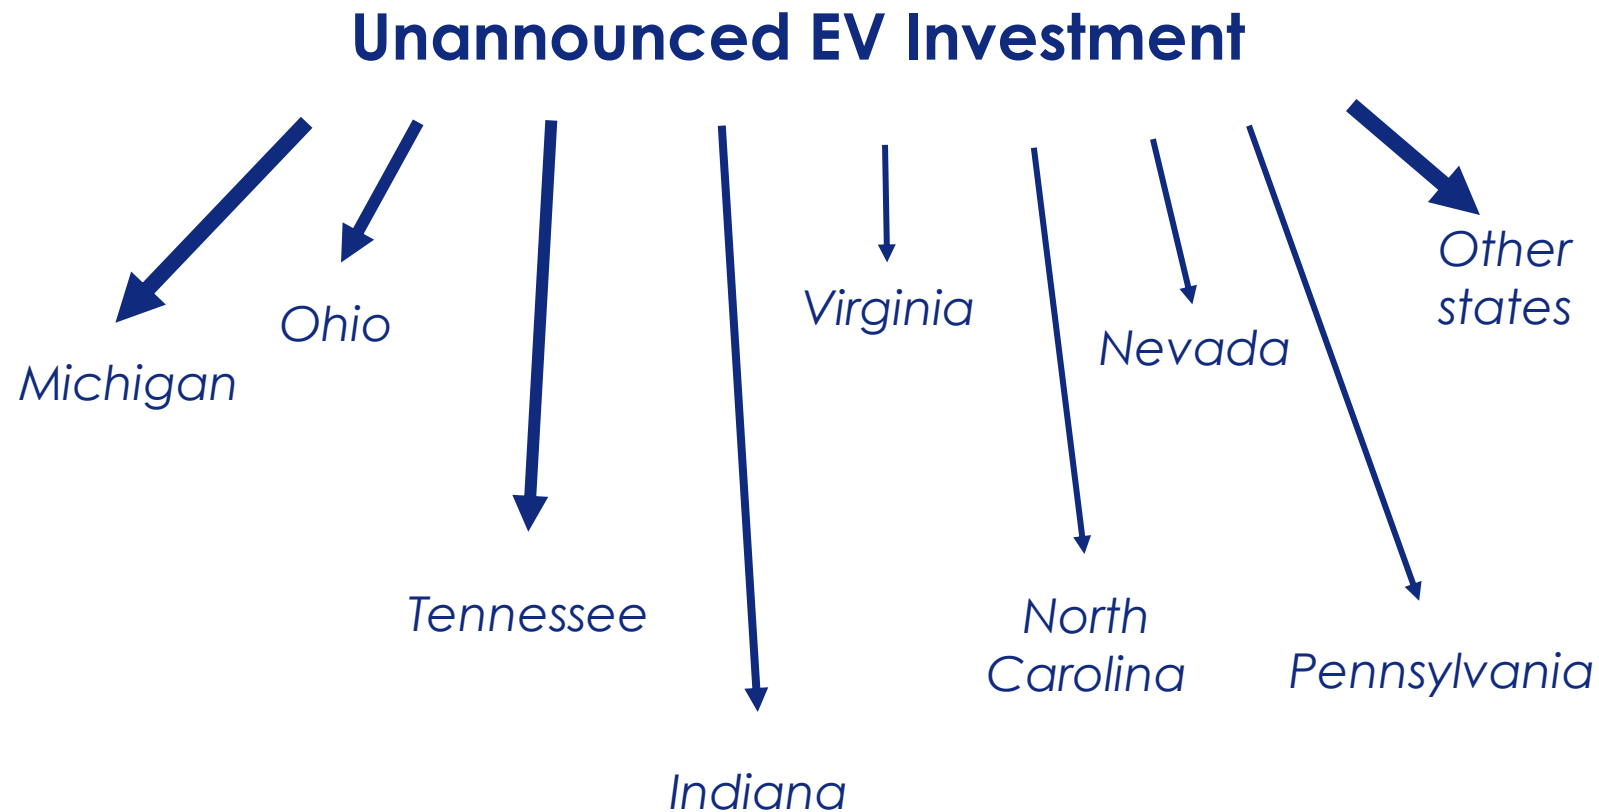 Unannounced EV Investment
Michigan
Ohio
Tennessee
Indiana
Virginia
North
Carolina
Nevada
Pennsylvania
Other
states